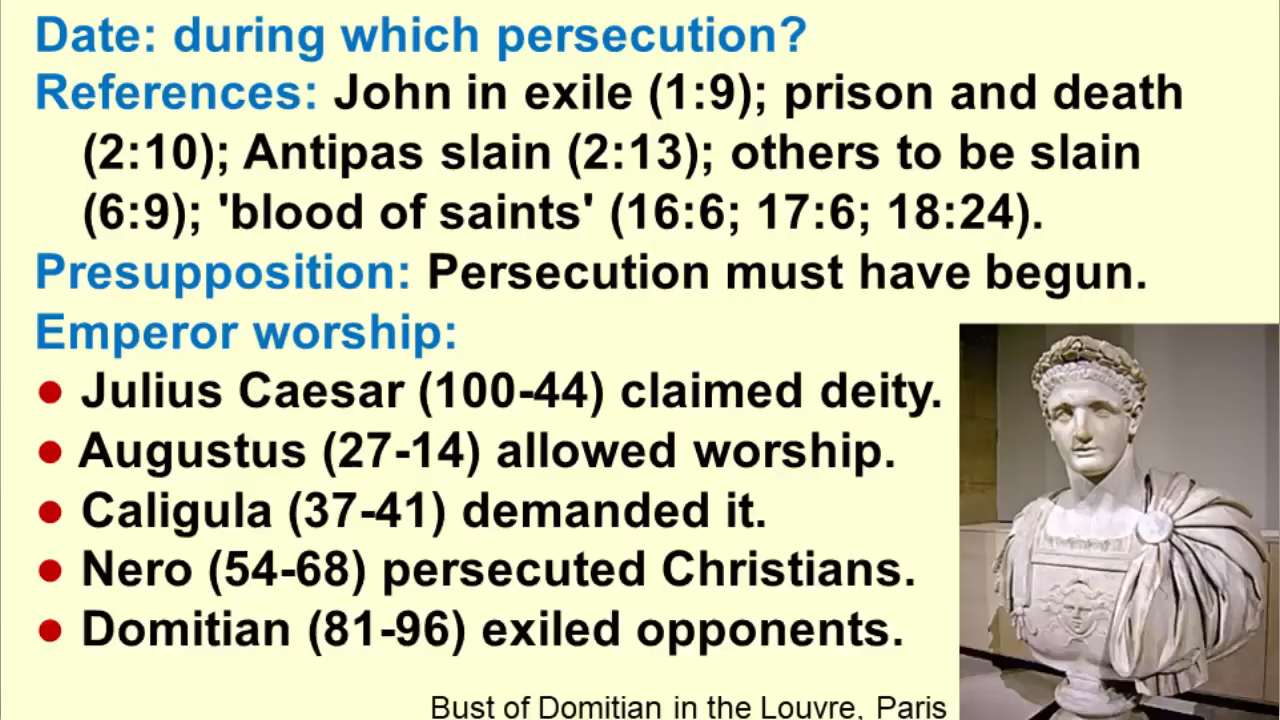 Date: during which persecution?
References: John in exile (1:9); prison and death
(2:10); Antipas slain (2:13); others to be slain
(6:9); 'blood of saints' (16:6; 17:6; 18:24).
Presupposition: Persecution must have begun.
Emperor worship:
● Julius Caesar (100-44) claimed deity.
● Augustus (27-14) allowed worship.
● Caligula (37-41) demanded it.
● Nero (54-68) persecuted Christians.
● Domitian (81-96) exiled opponents.
Bust of Domitian in the Louvre, Paris